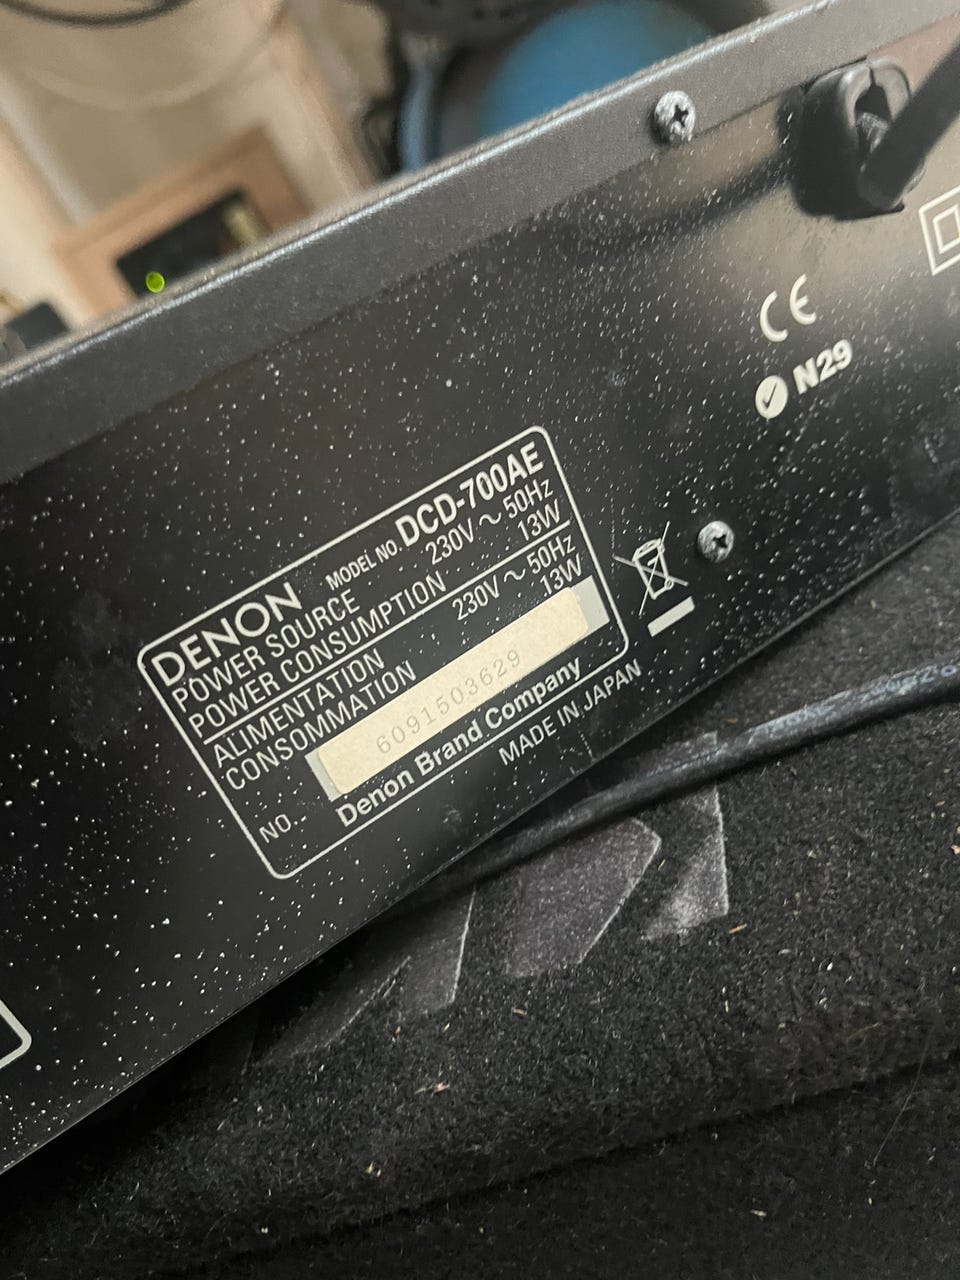 DENON MODEL NO. DCD-700AE
POWER SOURCE 230V ~ 50Hz
POWER CONSUMPTION 13W
ALIMENTATION 230V ~ 50Hz
CONSOMMATION 13W
NO. 6091503629
Denon Brand Company
MADE IN JAPAN
CE
N29